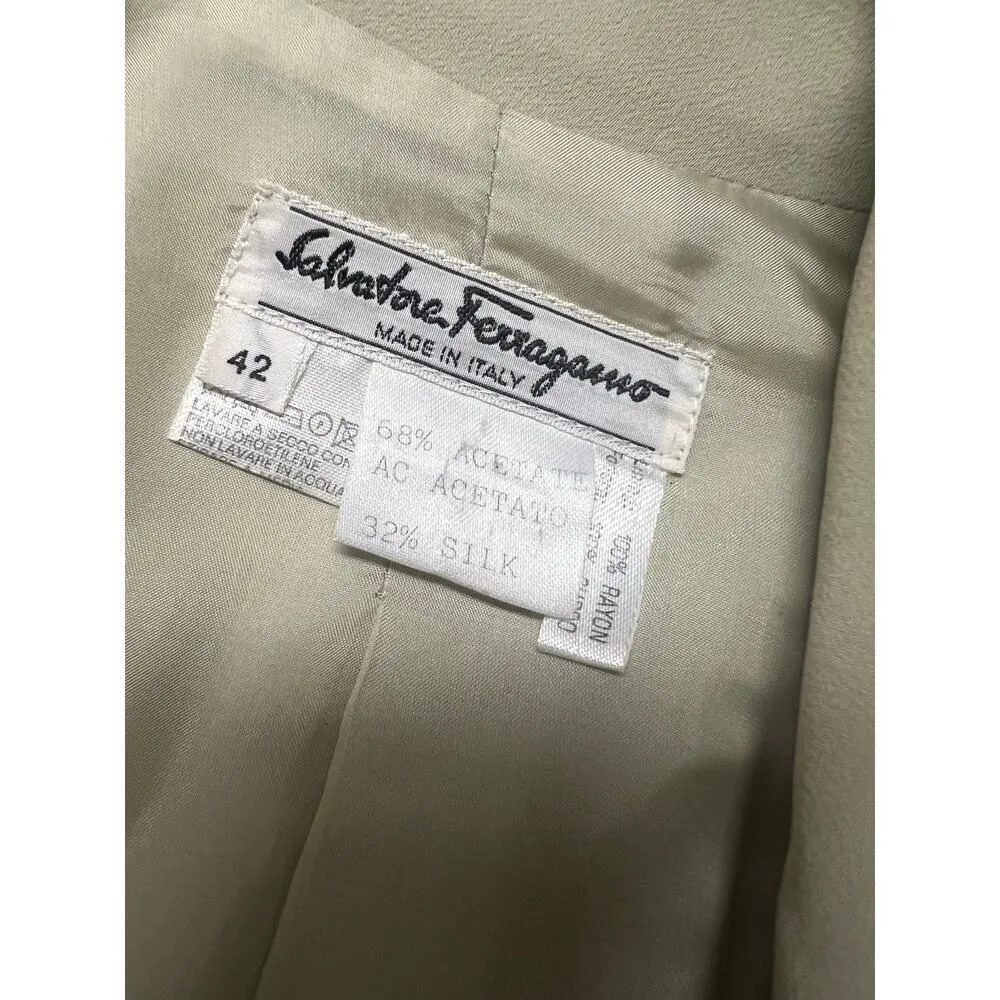 Salvatore Ferragamo
MADE IN ITALY
42
LAVARE A SECCO CON
PERCLOROETILENE
NON LAVARE IN ACQUA
68% ACETATE
AC ACETATO
32% SILK
100% RAYON